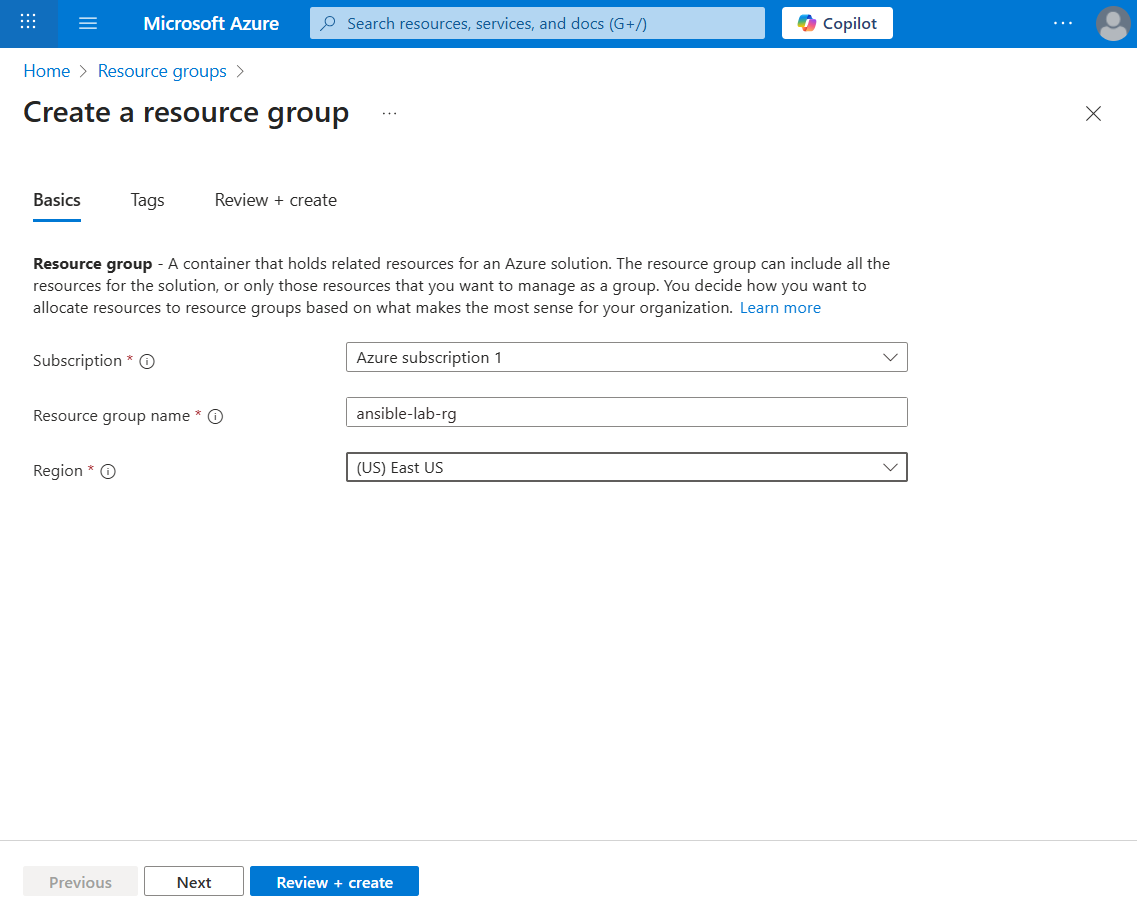 Microsoft Azure
Search resources, services, and docs (G+/)
Copilot
Home > Resource groups >
Create a resource group ...
Basics
Tags
Review + create
Resource group - A container that holds related resources for an Azure solution. The resource group can include all the
resources for the solution, or only those resources that you want to manage as a group. You decide how you want to
allocate resources to resource groups based on what makes the most sense for your organization. Learn more
Subscription *
Azure subscription 1
Resource group name *
ansible-lab-rg
Region *
(US) East US
Previous
Next
Review + create